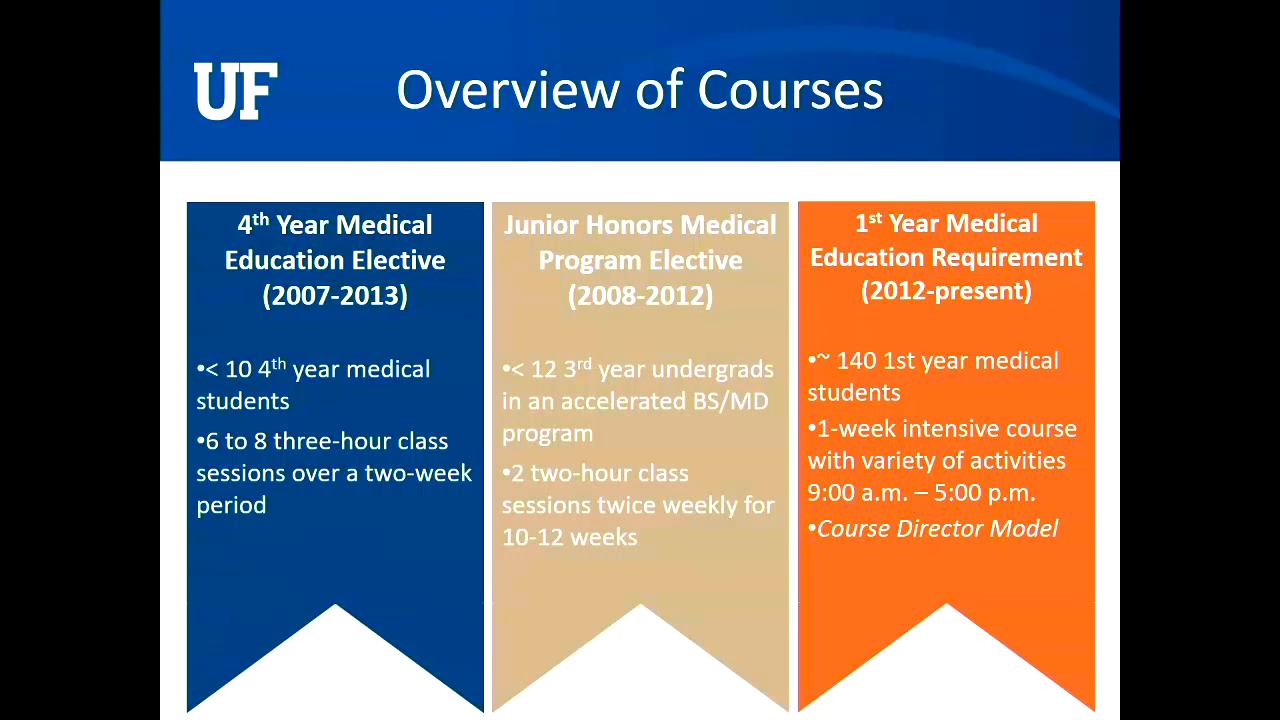 UF
Overview of Courses
4th Year Medical
Education Elective
(2007-2013)
•< 10 4th year medical
students
•6 to 8 three-hour class
sessions over a two-week
period
Junior Honors Medical
Program Elective
(2008-2012)
•< 12 3rd year undergrads
in an accelerated BS/MD
program
•2 two-hour class
sessions twice weekly for
10-12 weeks
1st Year Medical
Education Requirement
(2012-present)
•~ 140 1st year medical
students
•1-week intensive course
with variety of activities
9:00 a.m. – 5:00 p.m.
•Course Director Model